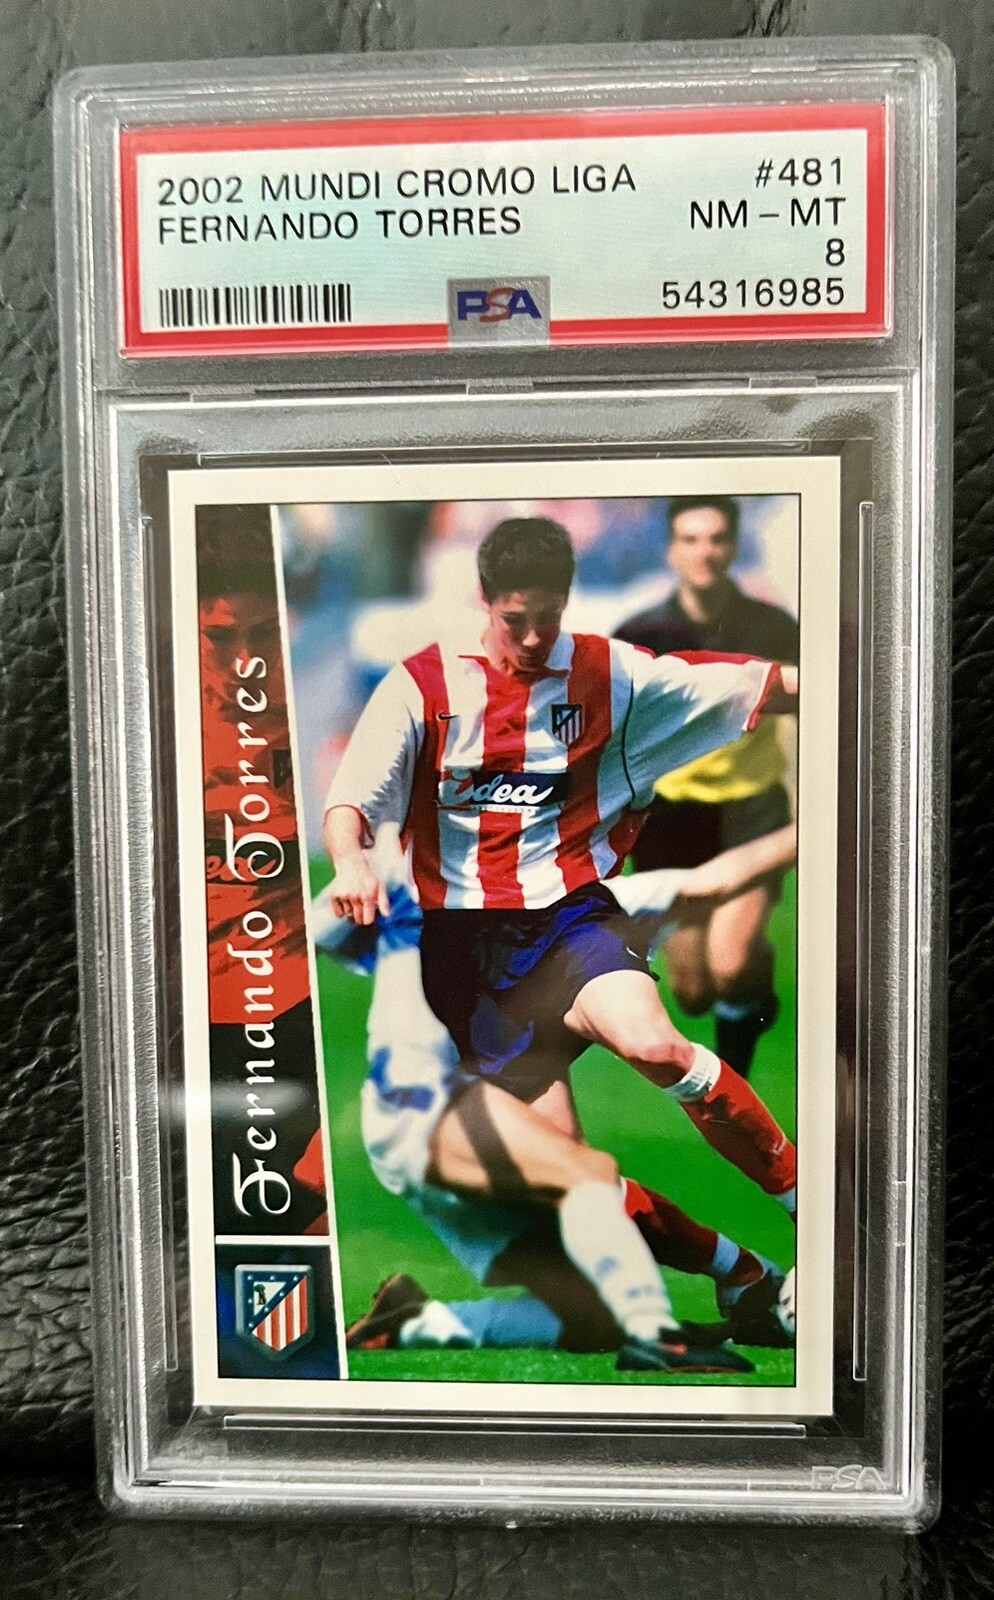 2002 MUNDI CROMO LIGA #481
FERNANDO TORRES NM - MT
8
PSA 54316985
Fernando Torres
idea
PSA